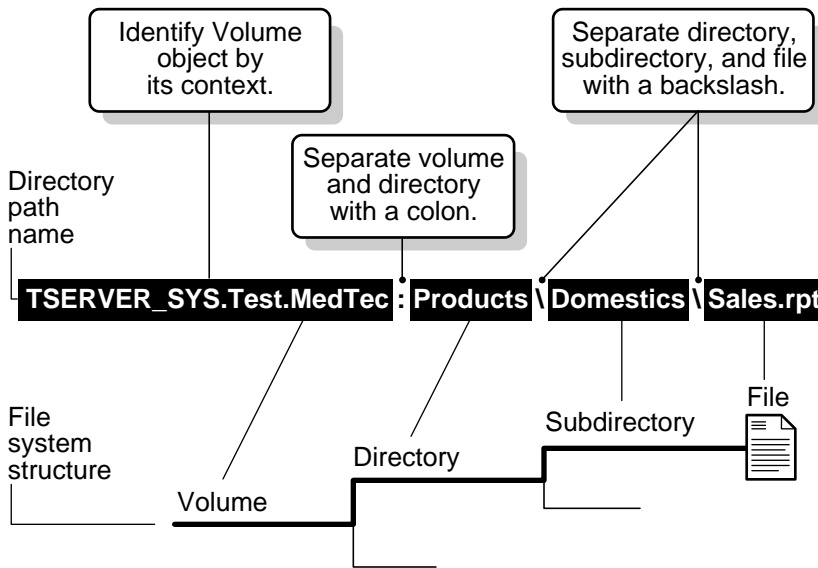 Identify Volume
object by
its context.
Separate directory,
subdirectory, and file
with a backslash.
Separate volume
and directory
with a colon.
Directory
path
name
TSERVER_SYS.Test.MedTec : Products \ Domestics \ Sales.rpt
File
system
structure
Volume
Directory
Subdirectory
File